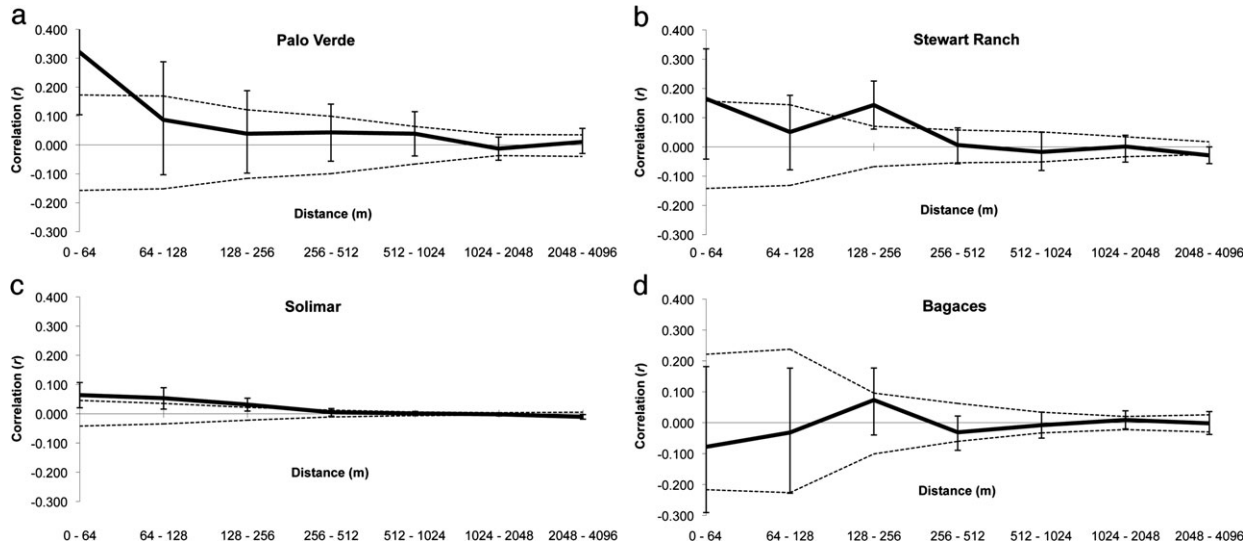 a
Palo Verde
Correlation (r)
0.400
0.300
0.200
0.100
0.000
-0.100
-0.200
-0.300
Distance (m)
0 - 64 64 - 128 128 - 256 256 - 512 512 - 1024 1024 - 2048 2048 - 4096
b
Stewart Ranch
Correlation (r)
0.400
0.300
0.200
0.100
0.000
-0.100
-0.200
-0.300
Distance (m)
0 - 64 64 - 128 128 - 256 256 - 512 512 - 1024 1024 - 2048 2048 - 4096
c
Solimar
Correlation (r)
0.400
0.300
0.200
0.100
0.000
-0.100
-0.200
-0.300
Distance (m)
0 - 64 64 - 128 128 - 256 256 - 512 512 - 1024 1024 - 2048 2048 - 4096
d
Bagaces
Correlation (r)
0.400
0.300
0.200
0.100
0.000
-0.100
-0.200
-0.300
Distance (m)
0 - 64 64 - 128 128 - 256 256 - 512 512 - 1024 1024 - 2048 2048 - 4096